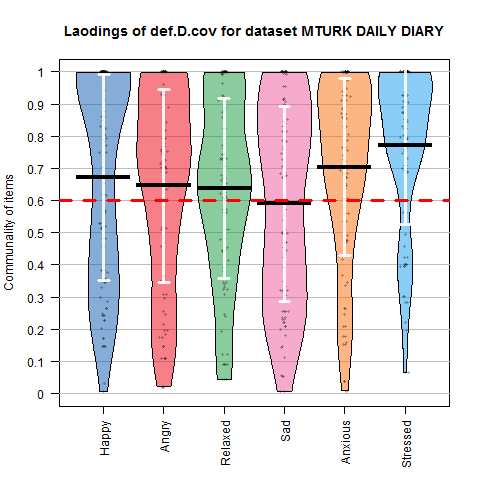 Laodings of def.D.cov for dataset MTURK DAILY DIARY
Communality of items
1
0.9
0.8
0.7
0.6
0.5
0.4
0.3
0.2
0.1
0
Happy
Angry
Relaxed
Sad
Anxious
Stressed